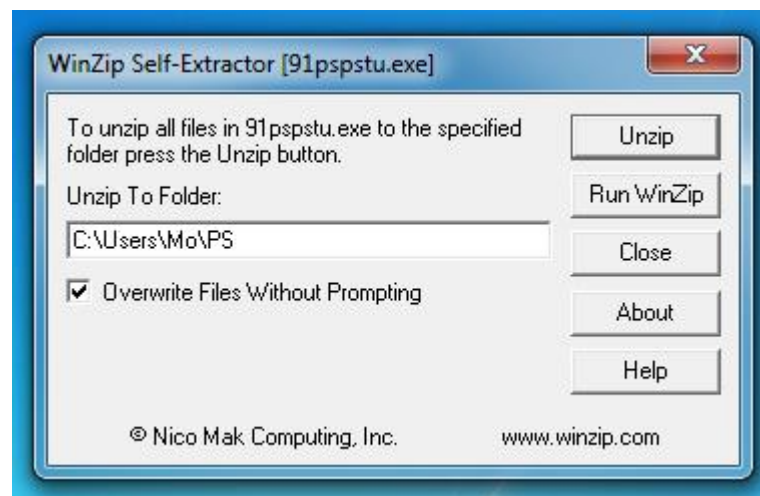 WinZip Self-Extractor [91pspstu.exe]
To unzip all files in 91pspstu.exe to the specified
folder press the Unzip button.
Unzip To Folder:
C:\Users\Mo\PS
Overwrite Files Without Prompting
Unzip
Run WinZip
Close
About
Help
© Nico Mak Computing, Inc.
www.winzip.com